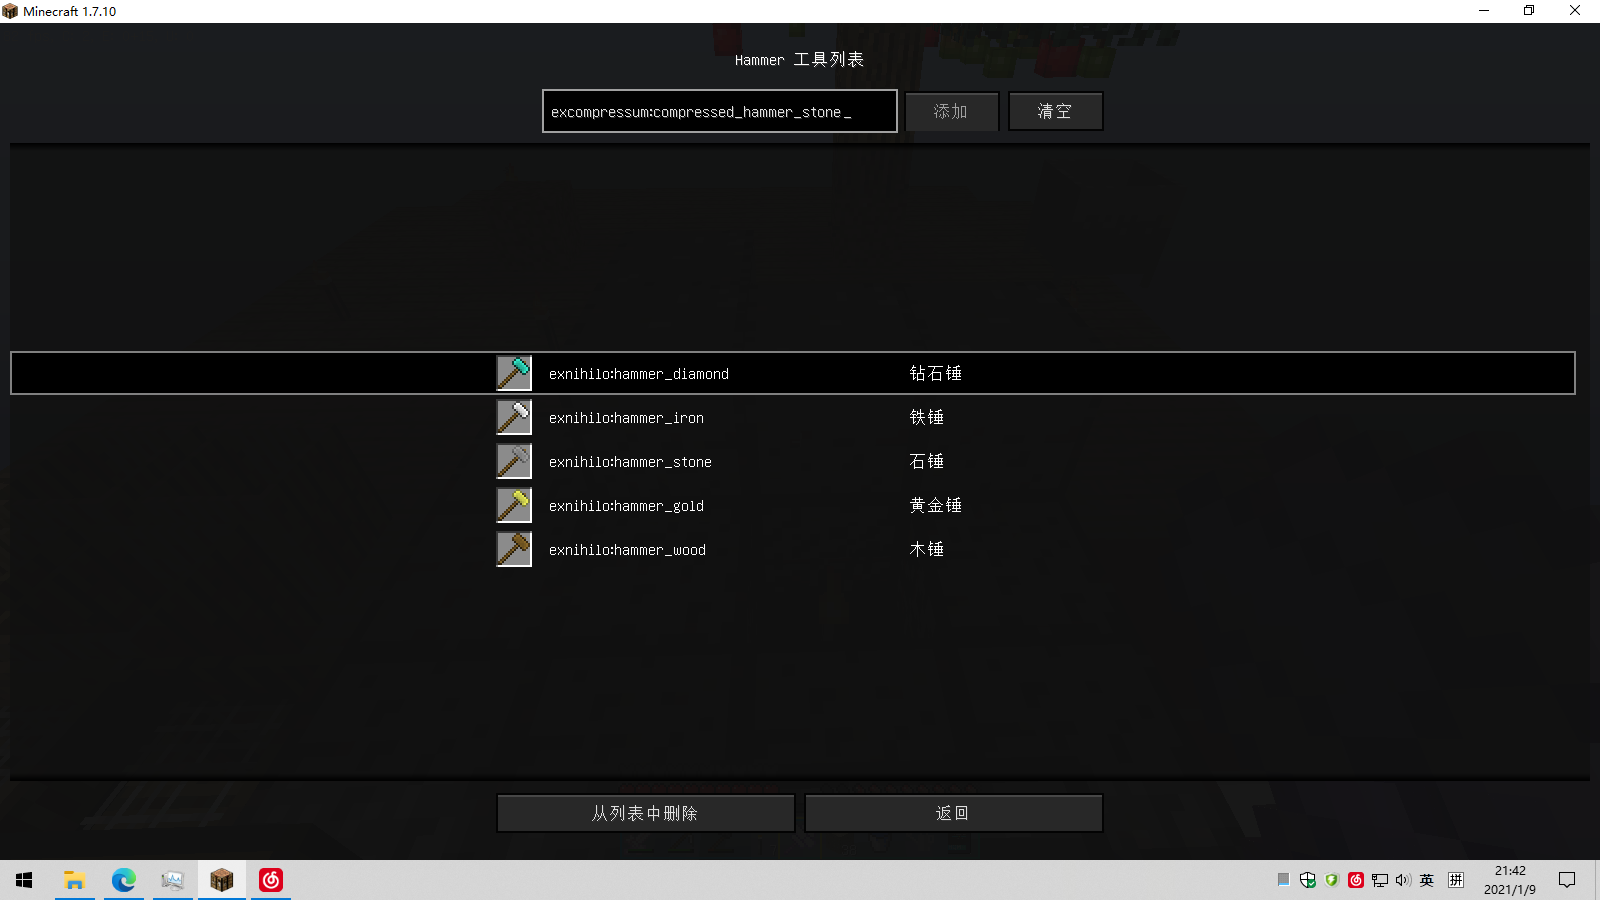 Minecraft 1.7.10
Hammer 工具列表
excompressum:compressed_hammer_stone_ 添加 清空
exnihilo:hammer_diamond 钻石锤
exnihilo:hammer_iron 铁锤
exnihilo:hammer_stone 石锤
exnihilo:hammer_gold 黄金锤
exnihilo:hammer_wood 木锤
从列表中删除 返回
英 拼 21:42
2021/1/9